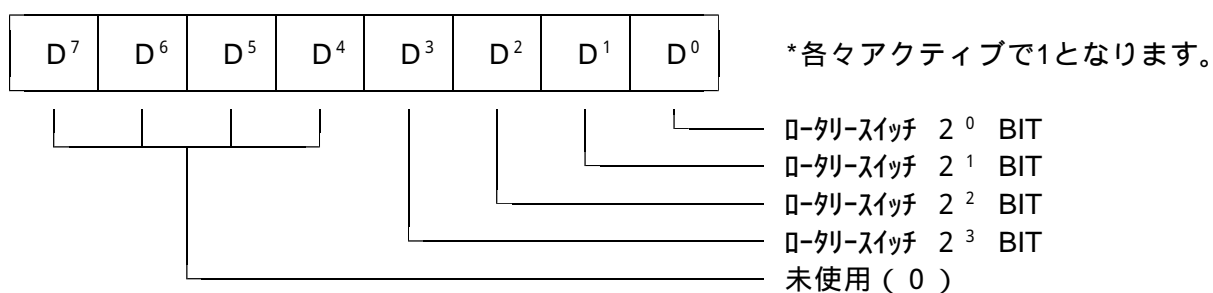 D⁷ D⁶ D⁵ D⁴ D³ D² D¹ D⁰ *各々アクティブで1となります。
ﾛｰﾀﾘｰｽｲｯﾁ 2⁰ BIT
ﾛｰﾀﾘｰｽｲｯﾁ 2¹ BIT
ﾛｰﾀﾘｰｽｲｯﾁ 2² BIT
ﾛｰﾀﾘｰｽｲｯﾁ 2³ BIT
未使用(0)